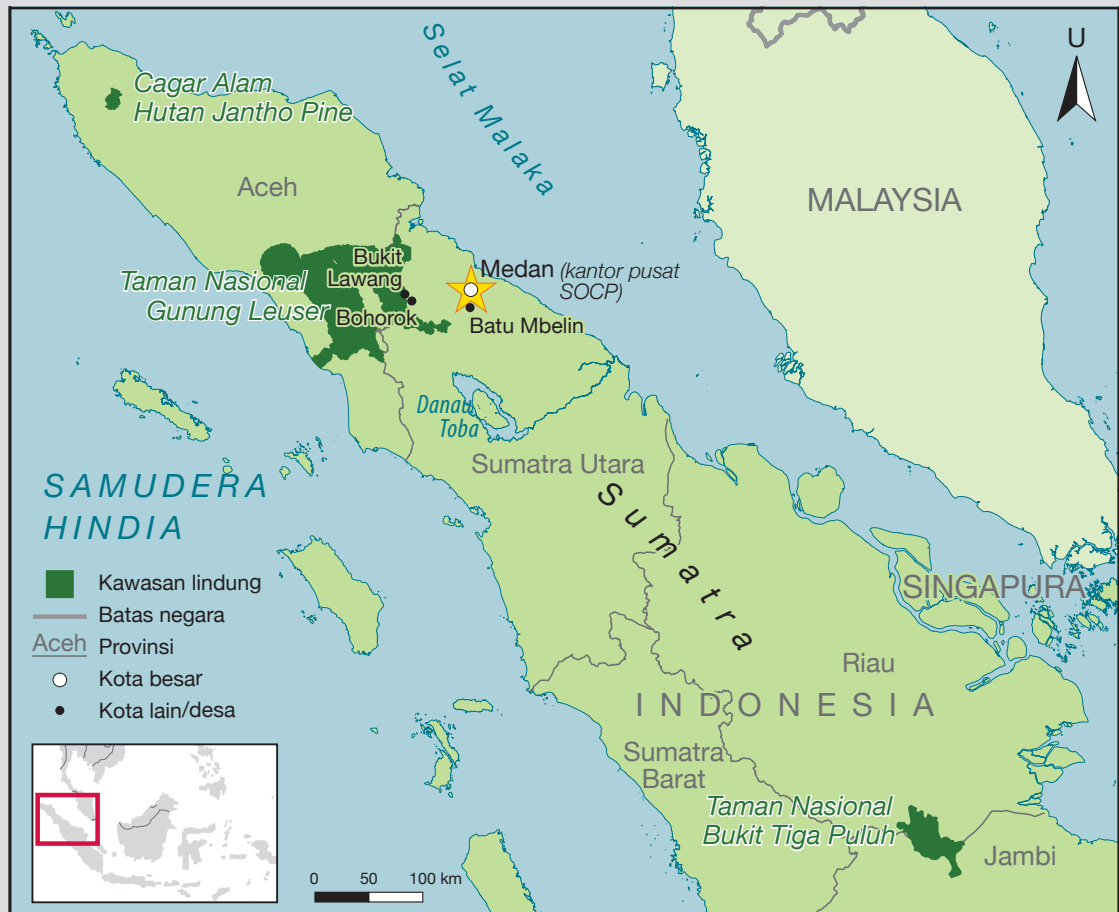 U
Selat Malaka
Cagar Alam
Hutan Jantho Pine
Aceh
MALAYSIA
Taman Nasional
Gunung Leuser
Bukit
Lawang
Bohorok
Medan (kantor pusat
SOCP)
Batu Mbelin
Danau
Toba
Sumatra Utara
Sumatra
SAMUDERA
HINDIA
SINGAPURA
Riau
INDONESIA
Sumatra
Barat
Taman Nasional
Bukit Tiga Puluh
Jambi
Kawasan lindung
Batas negara
Aceh Provinsi
Kota besar
Kota lain/desa
0 50 100 km